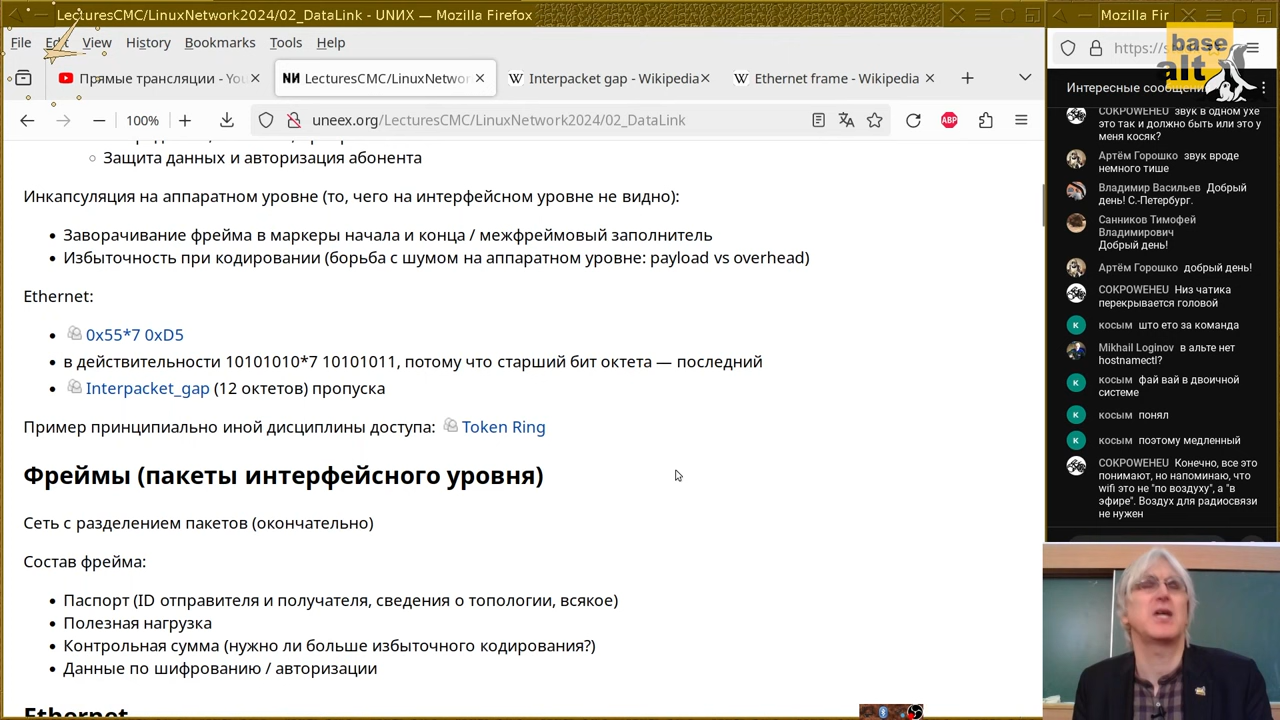 LecturesCMC/LinuxNetwork2024/02_DataLink - UNИX — Mozilla Firefox
Mozilla Fir
File Edit View History Bookmarks Tools Help
Прямые трансляции - You
LecturesCMC/LinuxNetwor
Interpacket gap - Wikipedia
Ethernet frame - Wikipedia
100%
uneex.org/LecturesCMC/LinuxNetwork2024/02_DataLink
ABP
https://s
base
alt
Защита данных и авторизация абонента
Инкапсуляция на аппаратном уровне (то, чего на интерфейсном уровне не видно):
Заворачивание фрейма в маркеры начала и конца / межфреймовый заполнитель
Избыточность при кодировании (борьба с шумом на аппаратном уровне: payload vs overhead)
Ethernet:
0x55*7 0xD5
в действительности 10101010*7 10101011, потому что старший бит октета — последний
Interpacket_gap (12 октетов) пропуска
Пример принципиально иной дисциплины доступа: Token Ring
Фреймы (пакеты интерфейсного уровня)
Сеть с разделением пакетов (окончательно)
Состав фрейма:
Паспорт (ID отправителя и получателя, сведения о топологии, всякое)
Полезная нагрузка
Контрольная сумма (нужно ли больше избыточного кодирования?)
Данные по шифрованию / авторизации
Ethernet
Интересные сообщени
COKPOWEHEU звук в одном ухе
это так и должно быть или это у
меня косяк?
Артём Горошко звук вроде
немного тише
Владимир Васильев Добрый
день! С.-Петербург.
Санников Тимофей
Владимирович
Добрый день!
Артём Горошко добрый день!
COKPOWEHEU Низ чатика
перекрывается головой
косым што ето за команда
Mikhail Loginov в альте нет
hostnamectl?
косым фай вай в двоичной
системе
косым понял
косым поэтому медленный
COKPOWEHEU Конечно, все это
понимают, но напоминаю, что
wifi это не "по воздуху", а "в
эфире". Воздух для радиосвязи
не нужен